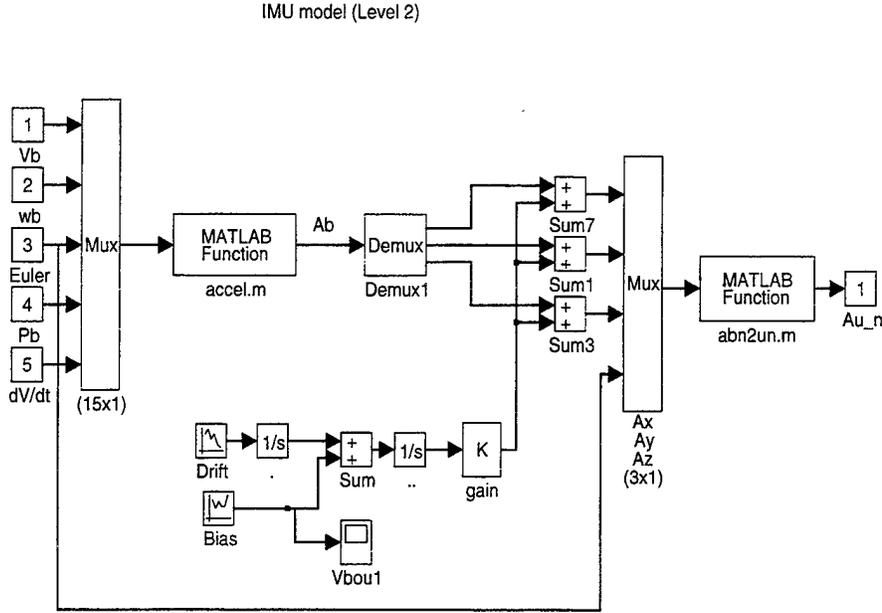 IMU model (Level 2)
1
Vb
2
wb
3
Euler
4
Pb
5
dV/dt
Mux
(15x1)
MATLAB
Function
accel.m
Ab
Demux
Demux1
+
+
Sum7
+
+
Sum1
+
+
Sum3
Mux
Ax
Ay
Az
(3x1)
MATLAB
Function
abn2un.m
1
Au_n
Drift
1/s
.
+
+
Sum
1/s
..
K
gain
Bias
Vbou1